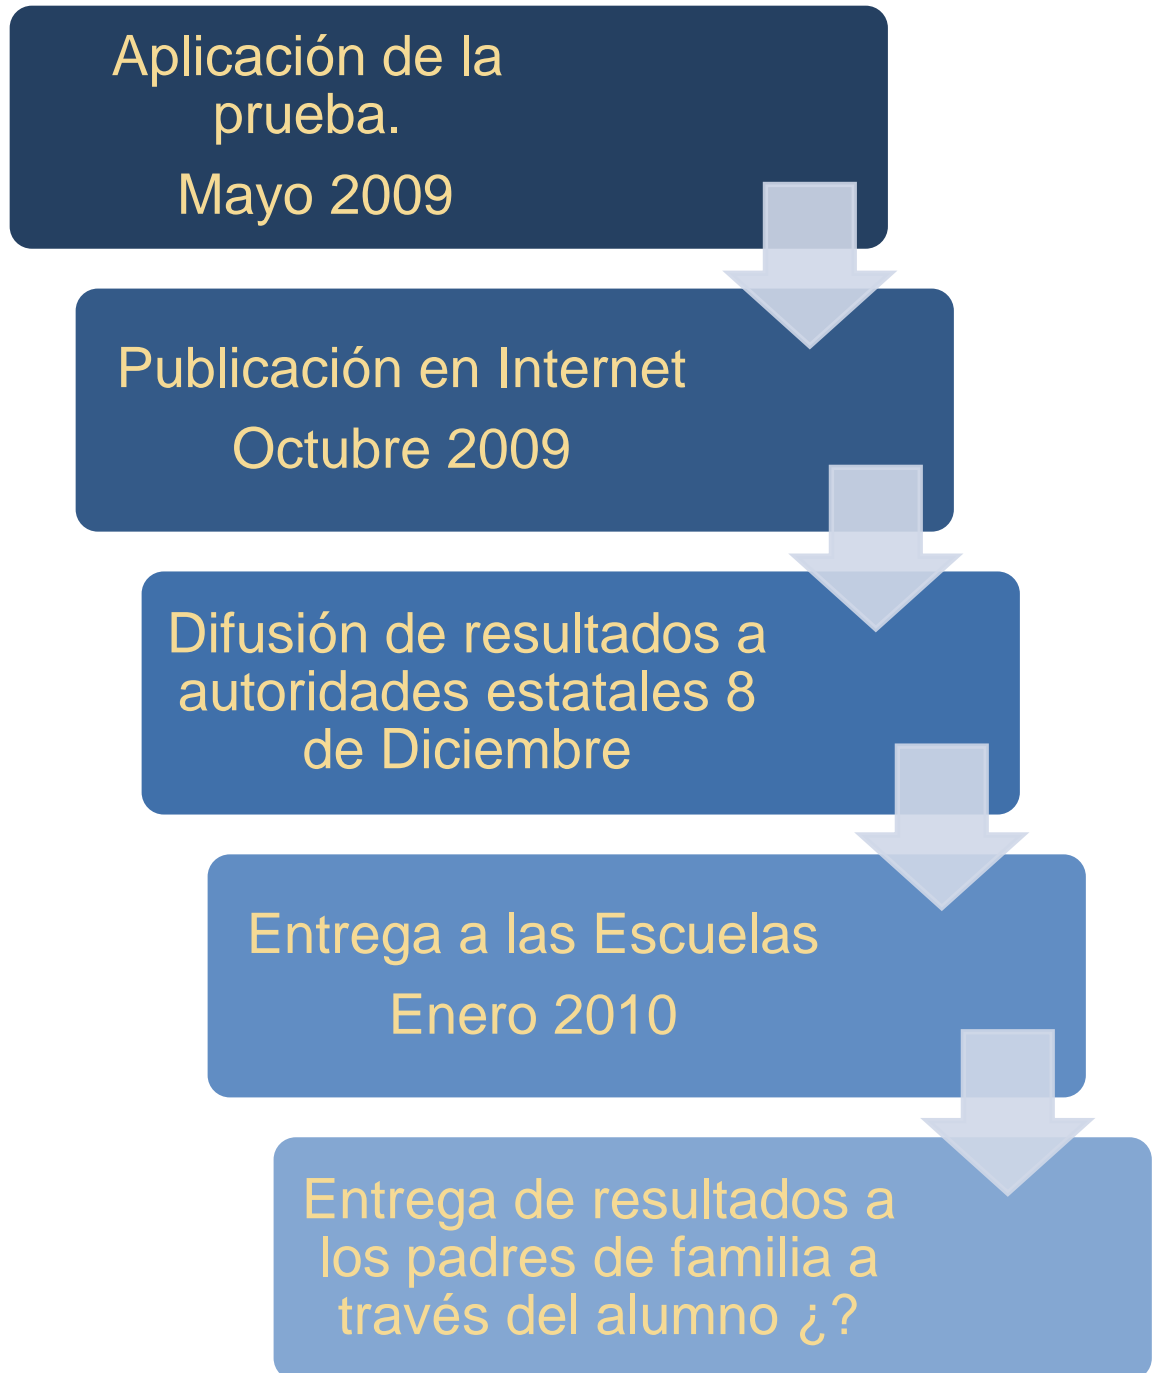 Aplicación de la
prueba.
Mayo 2009
Publicación en Internet
Octubre 2009
Difusión de resultados a
autoridades estatales 8
de Diciembre
Entrega a las Escuelas
Enero 2010
Entrega de resultados a
los padres de familia a
través del alumno ¿?